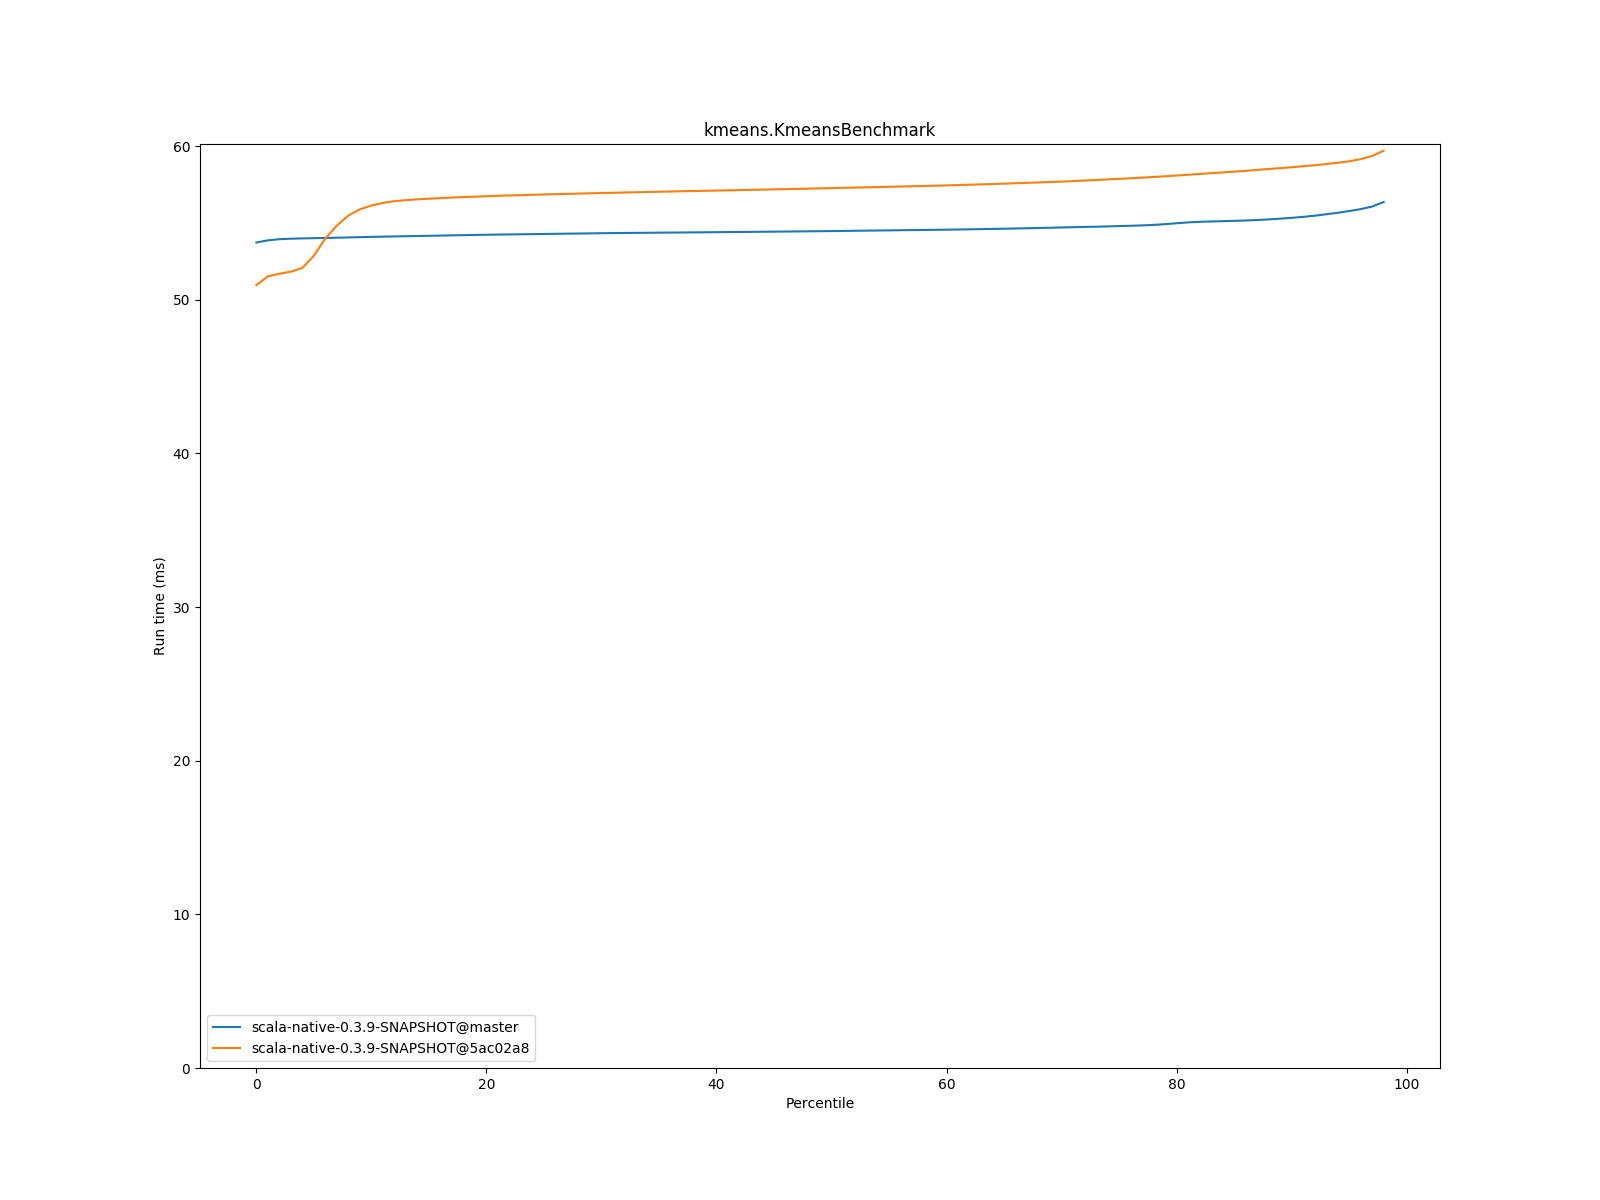 kmeans.KmeansBenchmark
60
50
40
30
20
10
0
Run time (ms)
scala-native-0.3.9-SNAPSHOT@master
scala-native-0.3.9-SNAPSHOT@5ac02a8
0 20 40 60 80 100
Percentile